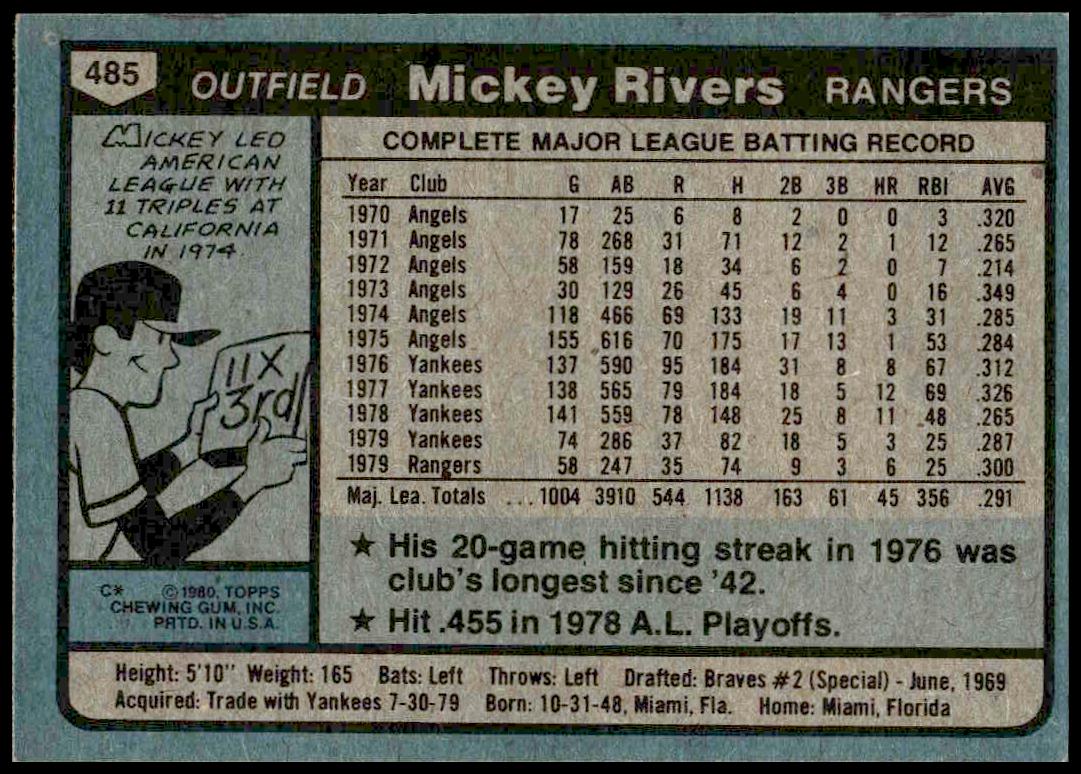 485 OUTFIELD Mickey Rivers RANGERS
MICKEY LED
AMERICAN
LEAGUE WITH
11 TRIPLES AT
CALIFORNIA
IN 1974.
11 X
3rd
C* ©1980, TOPPS
CHEWING GUM, INC.
PRTD. IN U.S.A.
COMPLETE MAJOR LEAGUE BATTING RECORD
Year Club G AB R H 2B 3B HR RBI AVG
1970 Angels 17 25 6 8 2 0 0 3 .320
1971 Angels 78 268 31 71 12 2 1 12 .265
1972 Angels 58 159 18 34 6 2 0 7 .214
1973 Angels 30 129 26 45 6 4 0 16 .349
1974 Angels 118 466 69 133 19 11 3 31 .285
1975 Angels 155 616 70 175 17 13 1 53 .284
1976 Yankees 137 590 95 184 31 8 8 67 .312
1977 Yankees 138 565 79 184 18 5 12 69 .326
1978 Yankees 141 559 78 148 25 8 11 48 .265
1979 Yankees 74 286 37 82 18 5 3 25 .287
1979 Rangers 58 247 35 74 9 3 6 25 .300
Maj. Lea. Totals ... 1004 3910 544 1138 163 61 45 356 .291
★ His 20-game hitting streak in 1976 was
club's longest since '42.
★ Hit .455 in 1978 A.L. Playoffs.
Height: 5'10" Weight: 165 Bats: Left Throws: Left Drafted: Braves #2 (Special) - June, 1969
Acquired: Trade with Yankees 7-30-79 Born: 10-31-48, Miami, Fla. Home: Miami, Florida